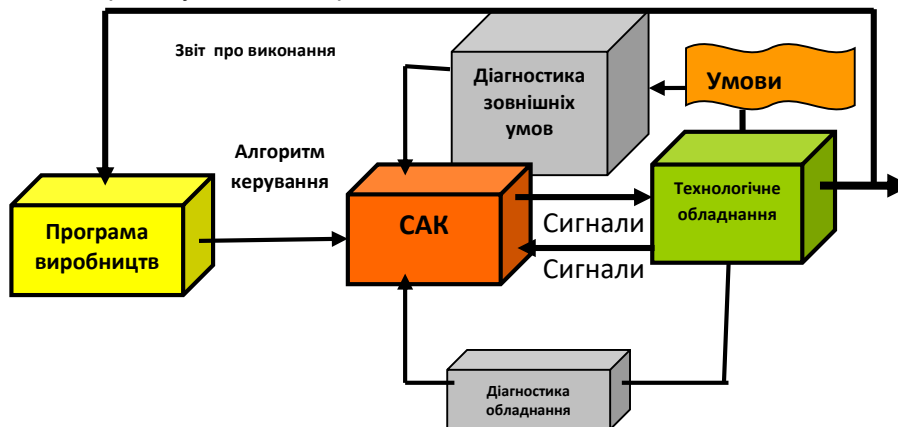 Звіт про виконання
Діагностика
зовнішніх
умов
Умови
Алгоритм
керування
Технологічне
обладнання
САК
Сигнали
Програма
виробництв
Сигнали
Діагностика
обладнання